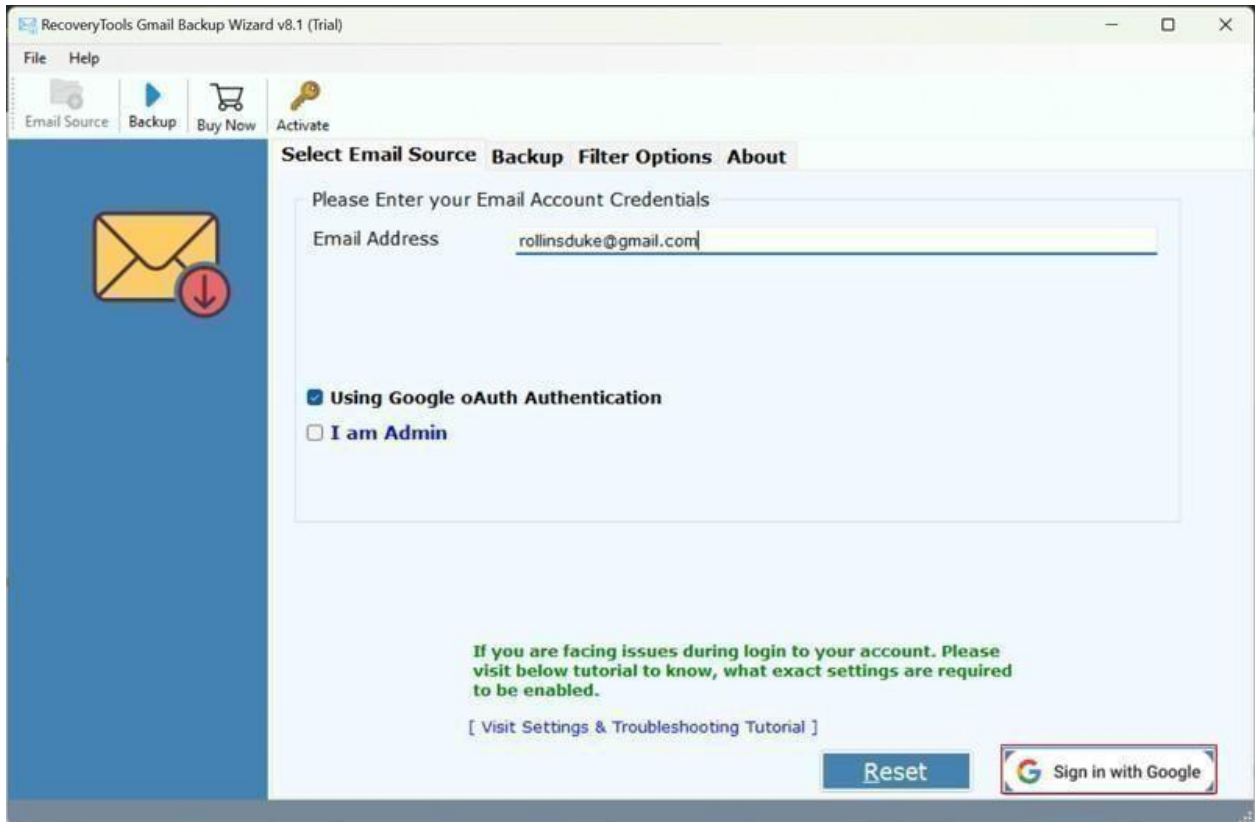 RecoveryTools Gmail Backup Wizard v8.1 (Trial)
File Help
Email Source Backup Buy Now Activate
Select Email Source Backup Filter Options About
Please Enter your Email Account Credentials
Email Address rollinsduke@gmail.com
Using Google oAuth Authentication
I am Admin
If you are facing issues during login to your account. Please
visit below tutorial to know, what exact settings are required
to be enabled.
[ Visit Settings & Troubleshooting Tutorial ]
Reset Sign in with Google